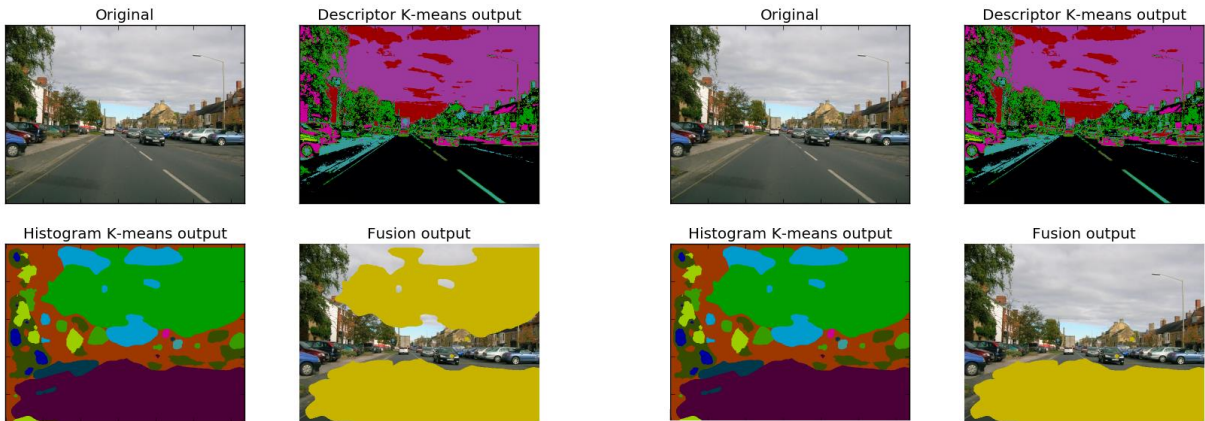 Original
Descriptor K-means output
Original
Descriptor K-means output
Histogram K-means output
Fusion output
Histogram K-means output
Fusion output